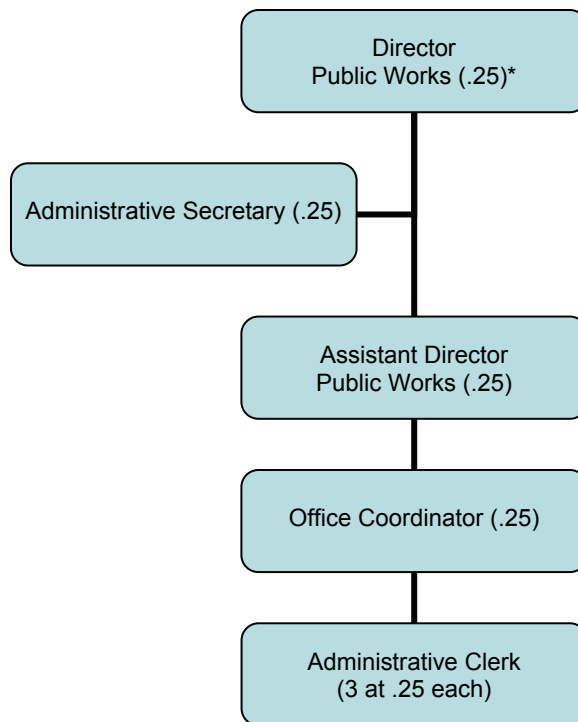 Director
Public Works (.25)*
Administrative Secretary (.25)
Assistant Director
Public Works (.25)
Office Coordinator (.25)
Administrative Clerk
(3 at .25 each)